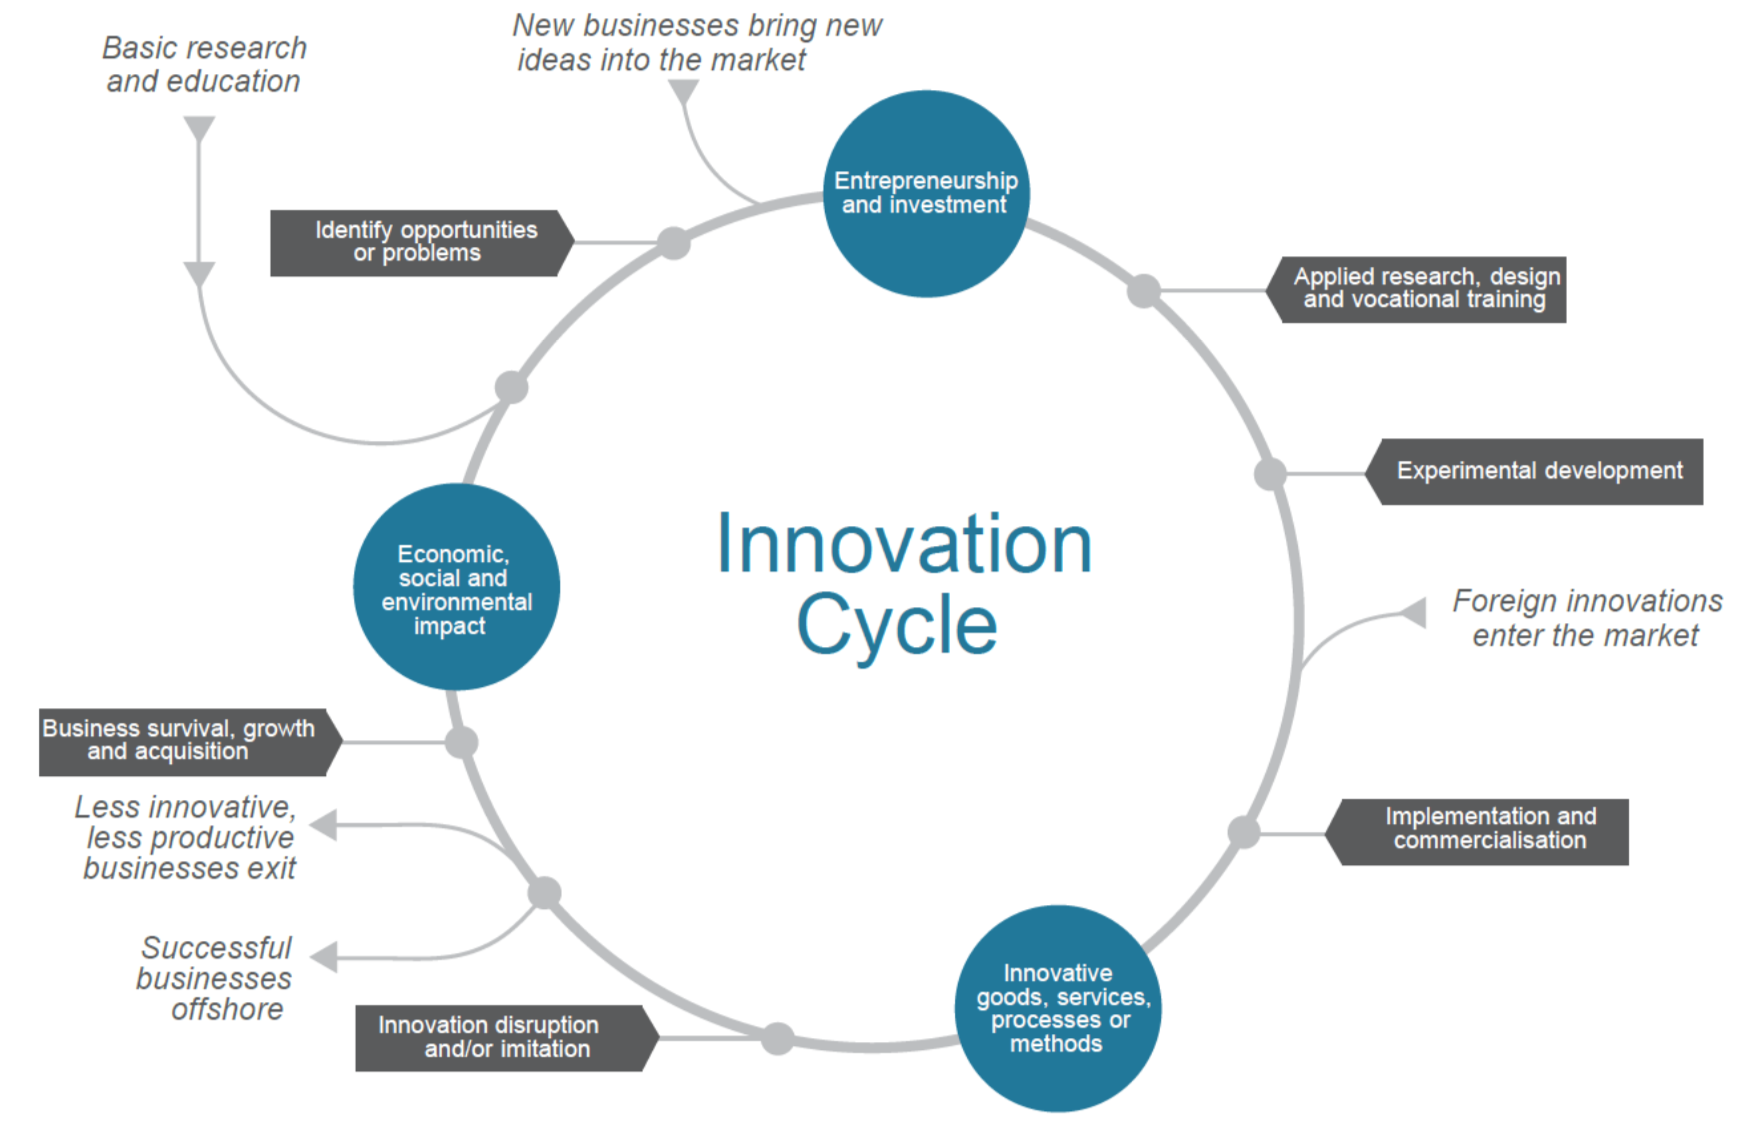 Basic research
and education
New businesses bring new
ideas into the market
Entrepreneurship
and investment
Identify opportunities
or problems
Applied research, design
and vocational training
Experimental development
Innovation
Cycle
Economic,
social and
environmental
impact
Foreign innovations
enter the market
Business survival, growth
and acquisition
Less innovative,
less productive
businesses exit
Implementation and
commercialisation
Successful
businesses
offshore
Innovative
goods, services,
processes or
methods
Innovation disruption
and/or imitation